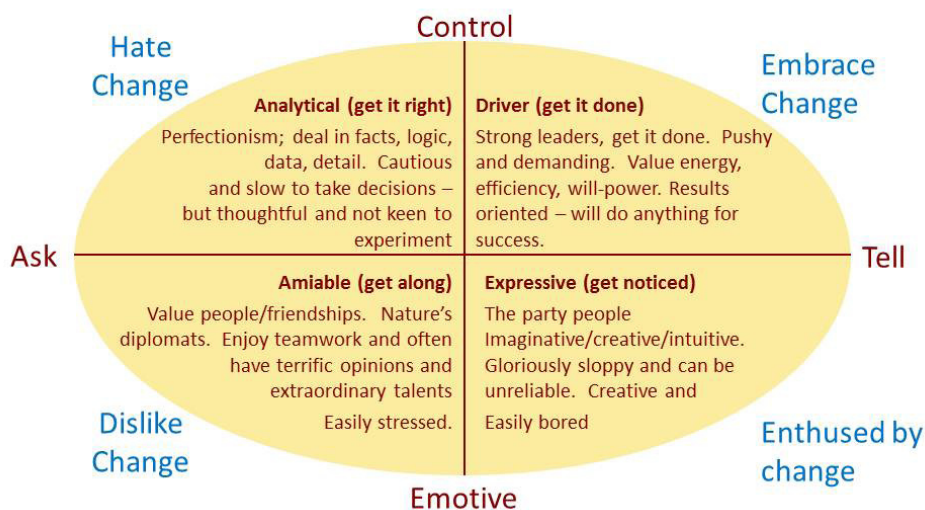 Control
Hate
Change
Embrace
Change
Analytical (get it right)
Perfectionism; deal in facts, logic,
data, detail. Cautious
and slow to take decisions –
but thoughtful and not keen to
experiment
Driver (get it done)
Strong leaders, get it done. Pushy
and demanding. Value energy,
efficiency, will-power. Results
oriented – will do anything for
success.
Ask
Tell
Amiable (get along)
Value people/friendships. Nature's
diplomats. Enjoy teamwork and often
have terrific opinions and
extraordinary talents
Easily stressed.
Expressive (get noticed)
The party people
Imaginative/creative/intuitive.
Gloriously sloppy and can be
unreliable. Creative and
Easily bored
Dislike
Change
Enthused by
change
Emotive